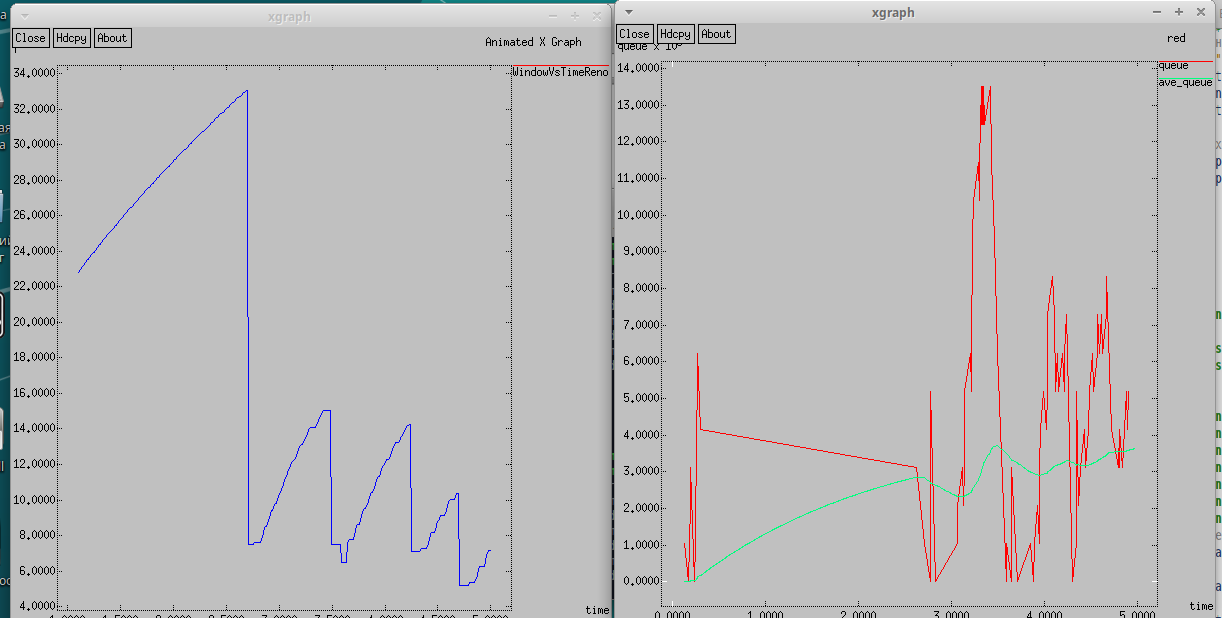 xgraph
Close Hdcpy About
Animated X Graph
WindowVsTimeReno
34.0000
32.0000
30.0000
28.0000
26.0000
24.0000
22.0000
20.0000
18.0000
16.0000
14.0000
12.0000
10.0000
8.0000
6.0000
4.0000
time
xgraph
Close Hdcpy About
red
queue x 10³
queue
ave_queue
14.0000
13.0000
12.0000
11.0000
10.0000
9.0000
8.0000
7.0000
6.0000
5.0000
4.0000
3.0000
2.0000
1.0000
0.0000
time
0.0000 1.0000 2.0000 3.0000 4.0000 5.0000